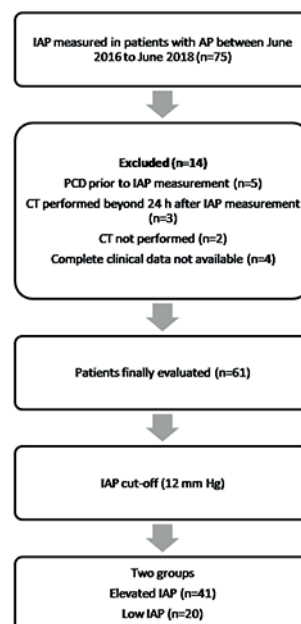 IAP measured in patients with AP between June
2016 to June 2018 (n=75)
Excluded (n=14)
PCD prior to IAP measurement (n=5)
CT performed beyond 24 h after IAP measurement
(n=3)
CT not performed (n=2)
Complete clinical data not available (n=4)
Patients finally evaluated (n=61)
IAP cut-off (12 mm Hg)
Two groups
Elevated IAP (n=41)
Low IAP (n=20)